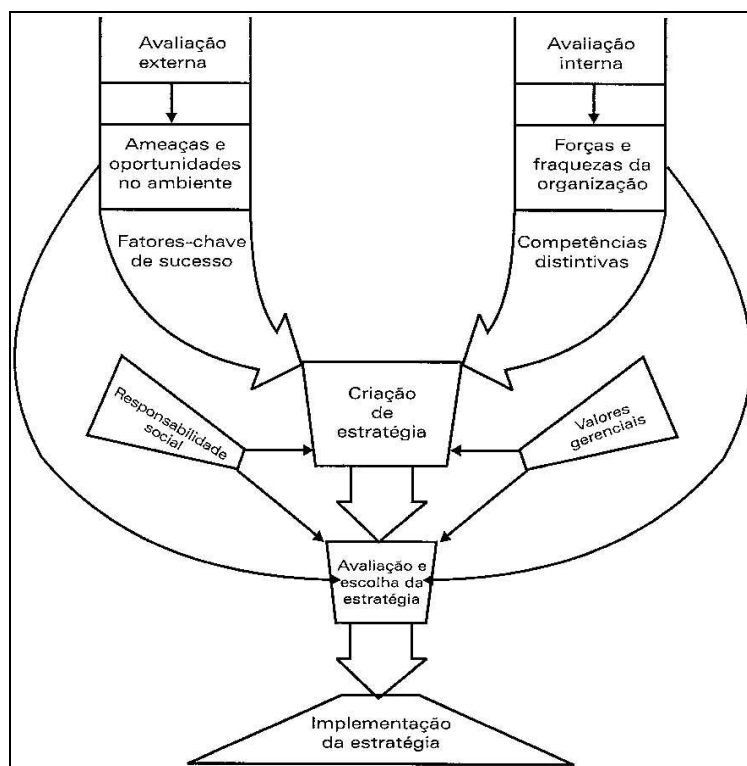 Avaliação
externa
Avaliação
interna
Ameaças e
oportunidades
no ambiente
Forças e
fraquezas da
organização
Fatores-chave
de sucesso
Competências
distintivas
Criação
de
estratégia
Responsabilidade
social
Valores
gerenciais
Avaliação e
escolha da
estratégia
Implementação
da estratégia